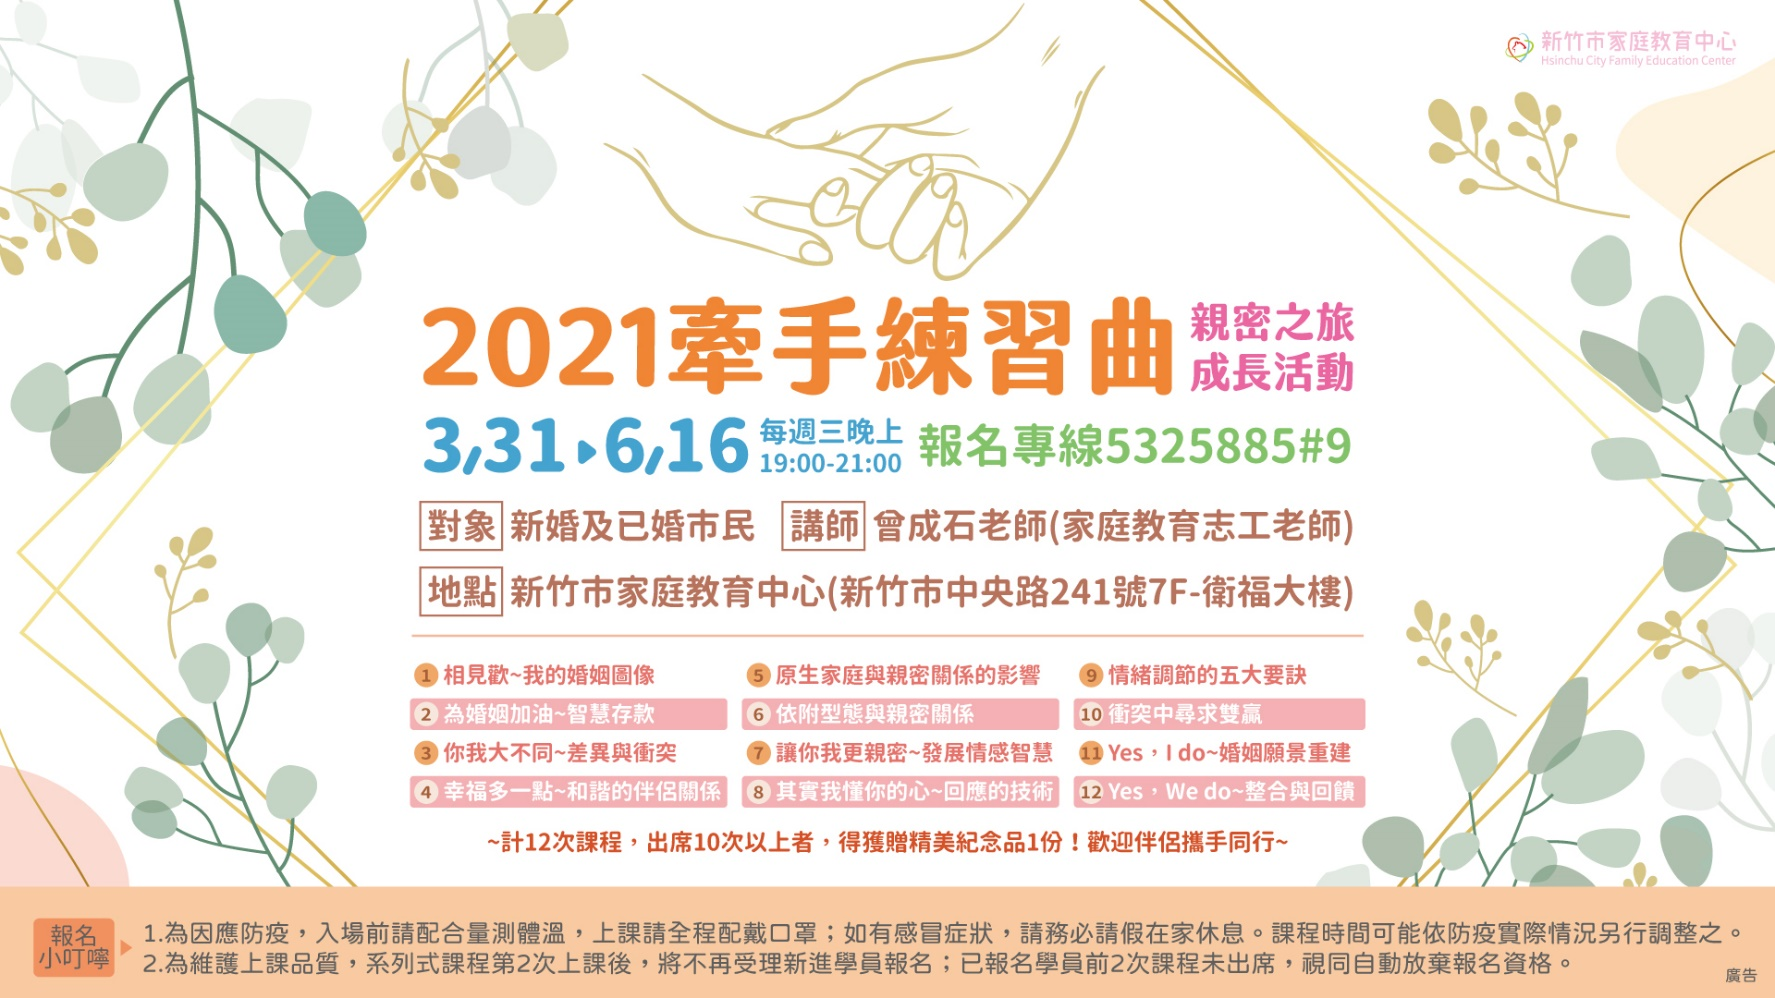 新竹市家庭教育中心
Hsinchu City Family Education Center
2021牽手練習曲
親密之旅
成長活動
3/31▸6/16
每週三晚上
19:00-21:00
報名專線5325885#9
對象 新婚及已婚市民
講師 曾成石老師(家庭教育志工老師)
地點 新竹市家庭教育中心(新竹市中央路241號7F-衛福大樓)
1 相見歡~我的婚姻圖像
2 為婚姻加油~智慧存款
3 你我大不同~差異與衝突
4 幸福多一點~和諧的伴侶關係
5 原生家庭與親密關係的影響
6 依附型態與親密關係
7 讓你我更親密~發展情感智慧
8 其實我懂你的心~回應的技術
9 情緒調節的五大要訣
10 衝突中尋求雙贏
11 Yes，I do~婚姻願景重建
12 Yes，We do~整合與回饋
~計12次課程，出席10次以上者，得獲贈精美紀念品1份！歡迎伴侶攜手同行~
報名
小叮嚀
1.為因應防疫，入場前請配合量測體溫，上課請全程配戴口罩；如有感冒症狀，請務必請假在家休息。課程時間可能依防疫實際情況另行調整之。
2.為維護上課品質，系列式課程第2次上課後，將不再受理新進學員報名；已報名學員前2次課程未出席，視同自動放棄報名資格。
廣告